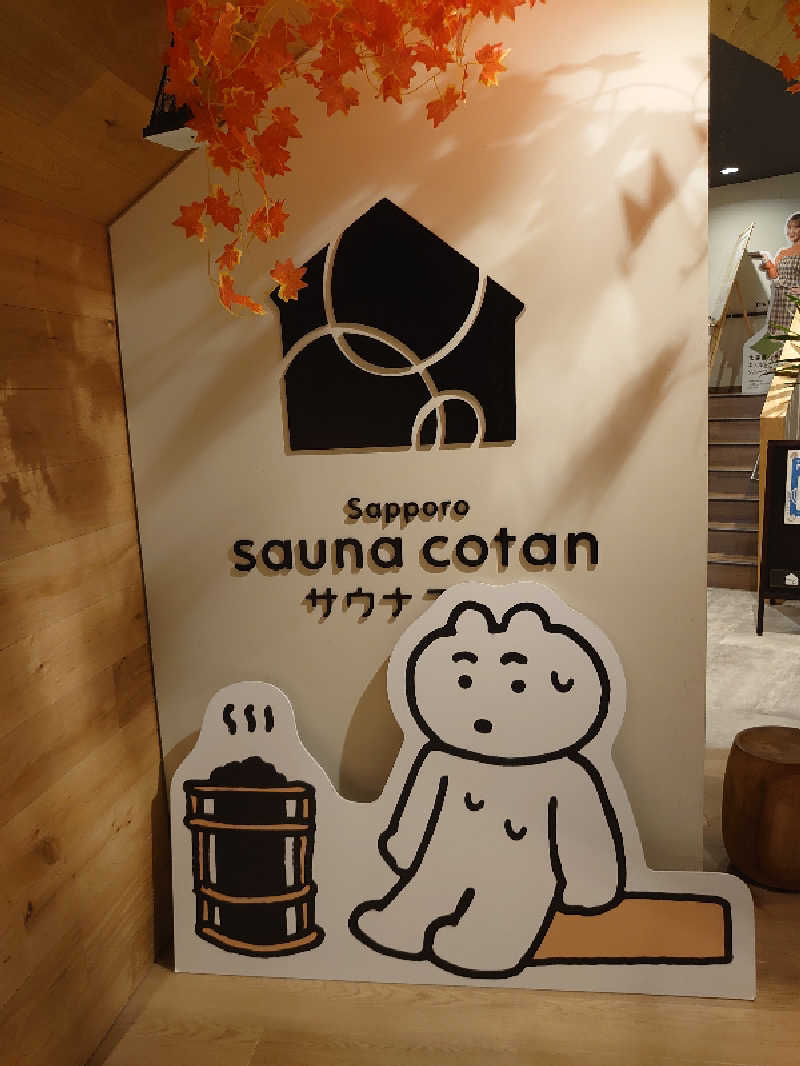 Sapporo
sauna cotan
サウナ